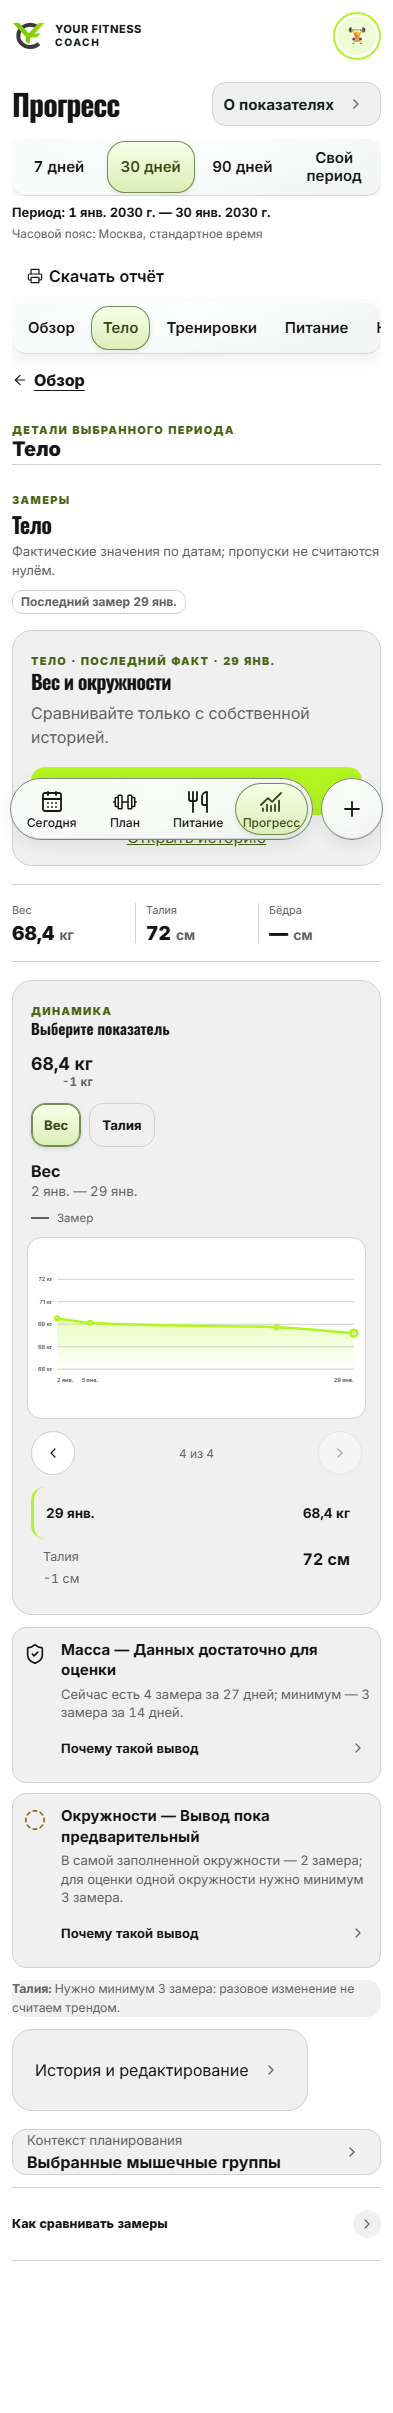 YOUR FITNESS
COACH
Прогресс
О показателях
7 дней
30 дней
90 дней
Свой
период
Период: 1 янв. 2030 г. — 30 янв. 2030 г.
Часовой пояс: Москва, стандартное время
Скачать отчёт
Обзор
Тело
Тренировки
Питание
Обзор
ДЕТАЛИ ВЫБРАННОГО ПЕРИОДА
Тело
ЗАМЕРЫ
Тело
Фактические значения по датам; пропуски не считаются
нулём.
Последний замер 29 янв.
ТЕЛО · ПОСЛЕДНИЙ ФАКТ · 29 ЯНВ.
Вес и окружности
Сравнивайте только с собственной
историей.
Сегодня
План
Питание
Прогресс
Открыть историю
Вес
68,4 кг
Талия
72 см
Бёдра
— см
ДИНАМИКА
Выберите показатель
68,4 кг
-1 кг
Вес
Талия
Вес
2 янв. — 29 янв.
Замер
72 кг
71 кг
69 кг
68 кг
66 кг
2 янв.
5 янв.
29 янв.
4 из 4
29 янв.
68,4 кг
Талия
72 см
-1 см
Масса — Данных достаточно для
оценки
Сейчас есть 4 замера за 27 дней; минимум — 3
замера за 14 дней.
Почему такой вывод
Окружности — Вывод пока
предварительный
В самой заполненной окружности — 2 замера;
для оценки одной окружности нужно минимум
3 замера.
Почему такой вывод
Талия: Нужно минимум 3 замера: разовое изменение не
считаем трендом.
История и редактирование
Контекст планирования
Выбранные мышечные группы
Как сравнивать замеры